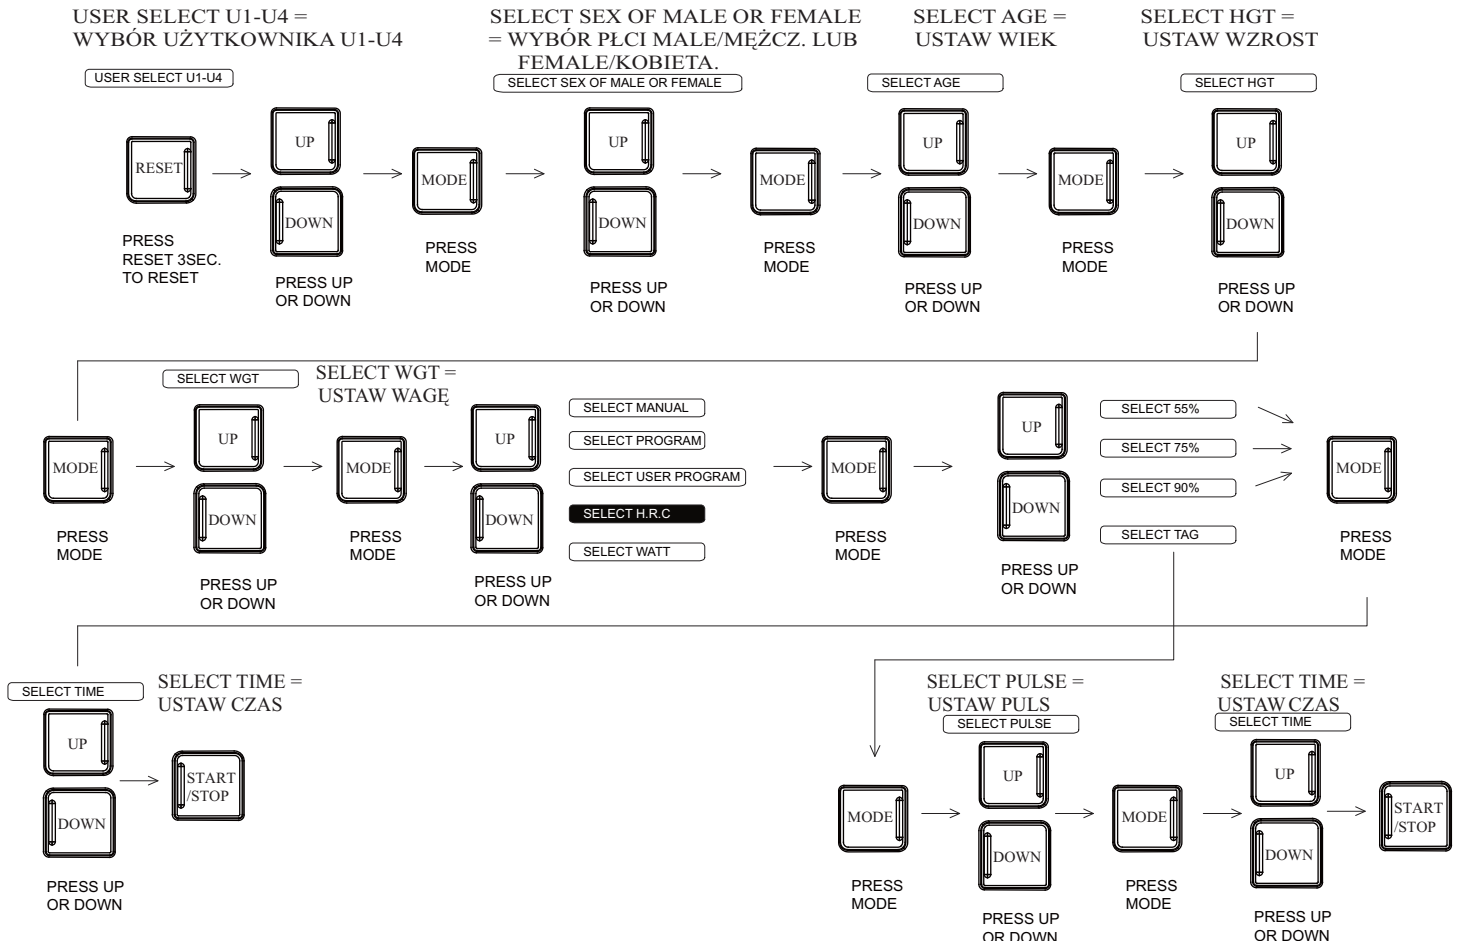 USER SELECT U1-U4 =
WYBÓR UŻYTKOWNIKA U1-U4
SELECT SEX OF MALE OR FEMALE
= WYBÓR PŁCI MALE/MĘŻCZ. LUB
FEMALE/KOBIETA.
SELECT AGE =
USTAW WIEK
SELECT HGT =
USTAW WZROST
USER SELECT U1-U4
SELECT SEX OF MALE OR FEMALE
SELECT AGE
SELECT HGT
RESET
UP
DOWN
MODE
UP
DOWN
MODE
UP
DOWN
MODE
UP
DOWN
PRESS
RESET 3SEC.
TO RESET
PRESS UP
OR DOWN
PRESS
MODE
PRESS UP
OR DOWN
PRESS
MODE
PRESS UP
OR DOWN
PRESS
MODE
PRESS UP
OR DOWN
SELECT WGT
SELECT WGT =
USTAW WAGĘ
MODE
UP
DOWN
MODE
UP
DOWN
SELECT MANUAL
SELECT PROGRAM
SELECT USER PROGRAM
SELECT H.R.C
SELECT WATT
MODE
UP
DOWN
SELECT 55%
SELECT 75%
SELECT 90%
SELECT TAG
MODE
PRESS
MODE
PRESS UP
OR DOWN
PRESS
MODE
PRESS UP
OR DOWN
PRESS
MODE
PRESS UP
OR DOWN
PRESS
MODE
SELECT TIME
SELECT TIME =
USTAW CZAS
UP
DOWN
START
/STOP
PRESS UP
OR DOWN
SELECT PULSE =
USTAW PULS
SELECT PULSE
SELECT TIME =
USTAW CZAS
SELECT TIME
MODE
UP
DOWN
MODE
UP
DOWN
START
/STOP
PRESS
MODE
PRESS UP
OR DOWN
PRESS
MODE
PRESS UP
OR DOWN